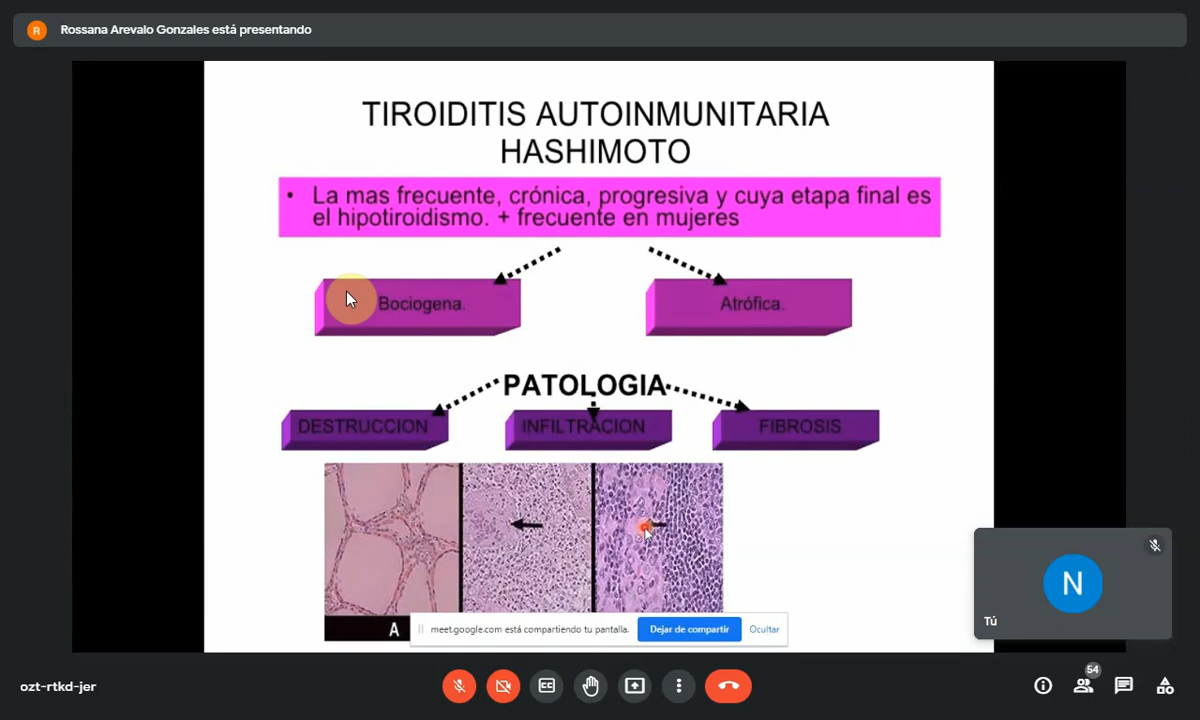 R
Rossana Arevalo Gonzales está presentando
TIROIDITIS AUTOINMUNITARIA
HASHIMOTO
• La mas frecuente, crónica, progresiva y cuya etapa final es
el hipotiroidismo. + frecuente en mujeres
Bociogena.
Atrófica.
PATOLOGIA
DESTRUCCION
INFILTRACION
FIBROSIS
A
meet.google.com está compartiendo tu pantalla.
Dejar de compartir
Ocultar
N
Tú
ozt-rtkd-jer
CC
54